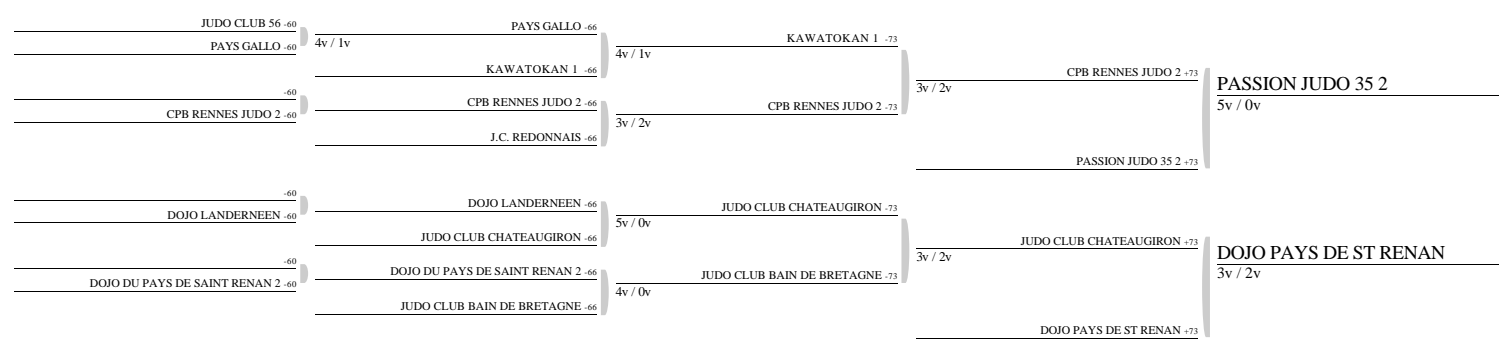 JUDO CLUB 56 -60
PAYS GALLO -60
-60
CPB RENNES JUDO 2 -60
-60
DOJO LANDERNEEN -60
-60
DOJO DU PAYS DE SAINT RENAN 2 -60
PAYS GALLO -66
4v / 1v
KAWATOKAN 1 -66
CPB RENNES JUDO 2 -66
J.C. REDONNAIS -66
DOJO LANDERNEEN -66
JUDO CLUB CHATEAUGIRON -66
DOJO DU PAYS DE SAINT RENAN 2 -66
JUDO CLUB BAIN DE BRETAGNE -66
KAWATOKAN 1 -73
4v / 1v
CPB RENNES JUDO 2 -73
3v / 2v
JUDO CLUB CHATEAUGIRON -73
5v / 0v
JUDO CLUB BAIN DE BRETAGNE -73
4v / 0v
CPB RENNES JUDO 2 +73
3v / 2v
PASSION JUDO 35 2 +73
JUDO CLUB CHATEAUGIRON +73
3v / 2v
DOJO PAYS DE ST RENAN +73
PASSION JUDO 35 2
5v / 0v
DOJO PAYS DE ST RENAN
3v / 2v